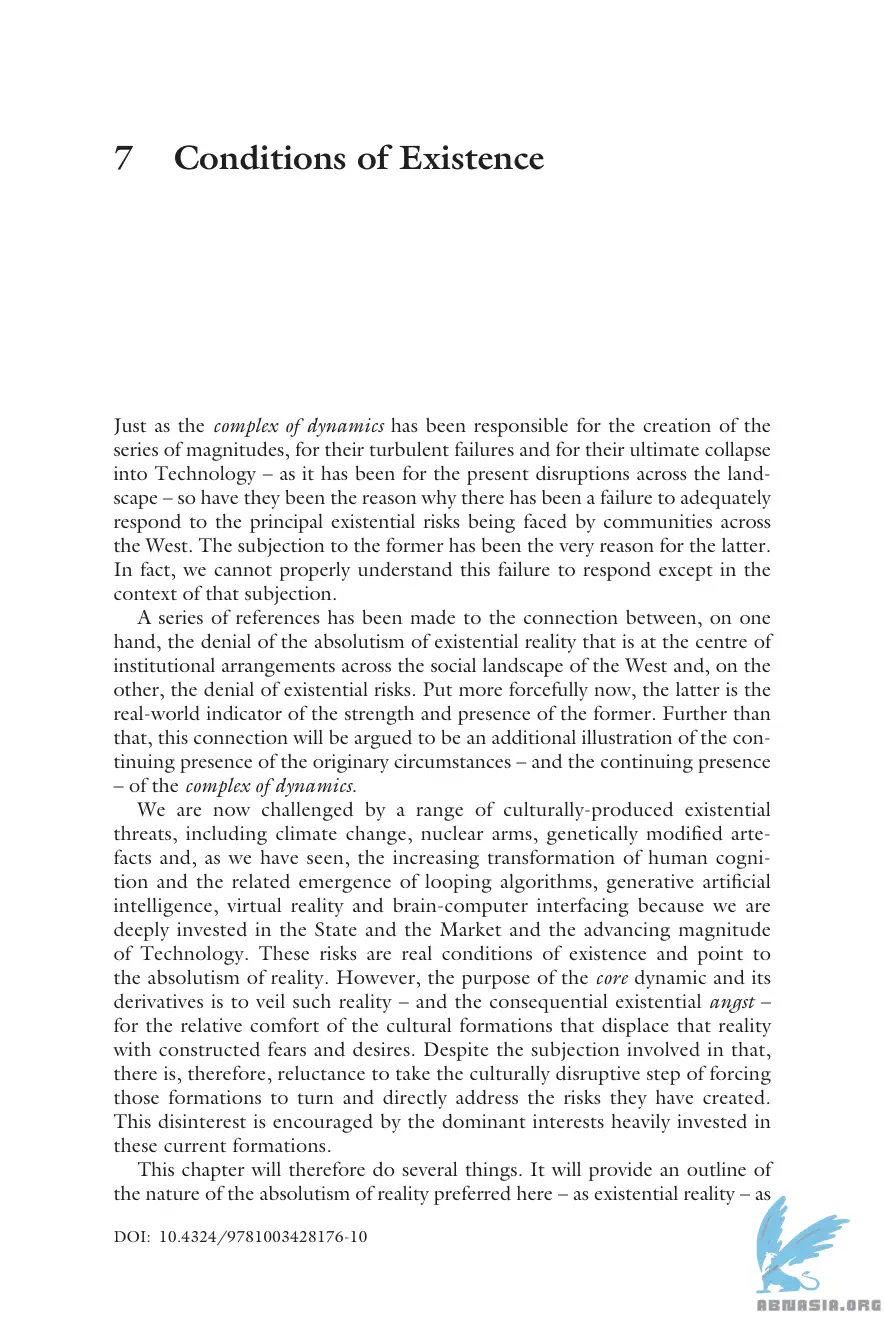 7 Conditions of Existence
Just as the complex of dynamics has been responsible for the creation of the
series of magnitudes, for their turbulent failures and for their ultimate collapse
into Technology – as it has been for the present disruptions across the land-
scape – so have they been the reason why there has been a failure to adequately
respond to the principal existential risks being faced by communities across
the West. The subjection to the former has been the very reason for the latter.
In fact, we cannot properly understand this failure to respond except in the
context of that subjection.
A series of references has been made to the connection between, on one
hand, the denial of the absolutism of existential reality that is at the centre of
institutional arrangements across the social landscape of the West and, on the
other, the denial of existential risks. Put more forcefully now, the latter is the
real-world indicator of the strength and presence of the former. Further than
that, this connection will be argued to be an additional illustration of the con-
tinuing presence of the originary circumstances – and the continuing presence
– of the complex of dynamics.
We are now challenged by a range of culturally-produced existential
threats, including climate change, nuclear arms, genetically modified arte-
facts and, as we have seen, the increasing transformation of human cogni-
tion and the related emergence of looping algorithms, generative artificial
intelligence, virtual reality and brain-computer interfacing because we are
deeply invested in the State and the Market and the advancing magnitude
of Technology. These risks are real conditions of existence and point to
the absolutism of reality. However, the purpose of the core dynamic and its
derivatives is to veil such reality – and the consequential existential angst –
for the relative comfort of the cultural formations that displace that reality
with constructed fears and desires. Despite the subjection involved in that,
there is, therefore, reluctance to take the culturally disruptive step of forcing
those formations to turn and directly address the risks they have created.
This disinterest is encouraged by the dominant interests heavily invested in
these current formations.
This chapter will therefore do several things. It will provide an outline of
the nature of the absolutism of reality preferred here – as existential reality – as
DOI: 10.4324/9781003428176-10
ABNASIA.ORG